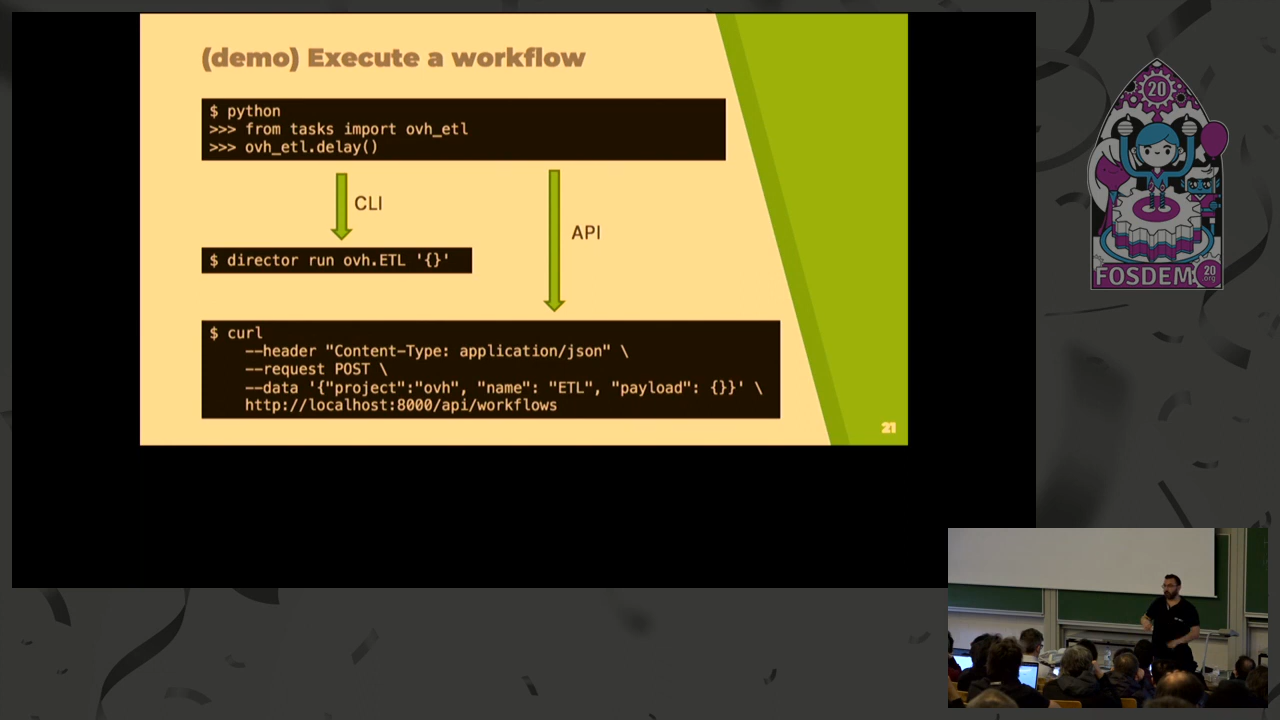 (demo) Execute a workflow
$ python
>>> from tasks import ovh_etl
>>> ovh_etl.delay()
CLI
API
$ director run ovh.ETL '{}'
$ curl
--header "Content-Type: application/json" \
--request POST \
--data '{"project":"ovh", "name": "ETL", "payload": {}}' \
http://localhost:8000/api/workflows
21
20
FOSDEM
20
.org